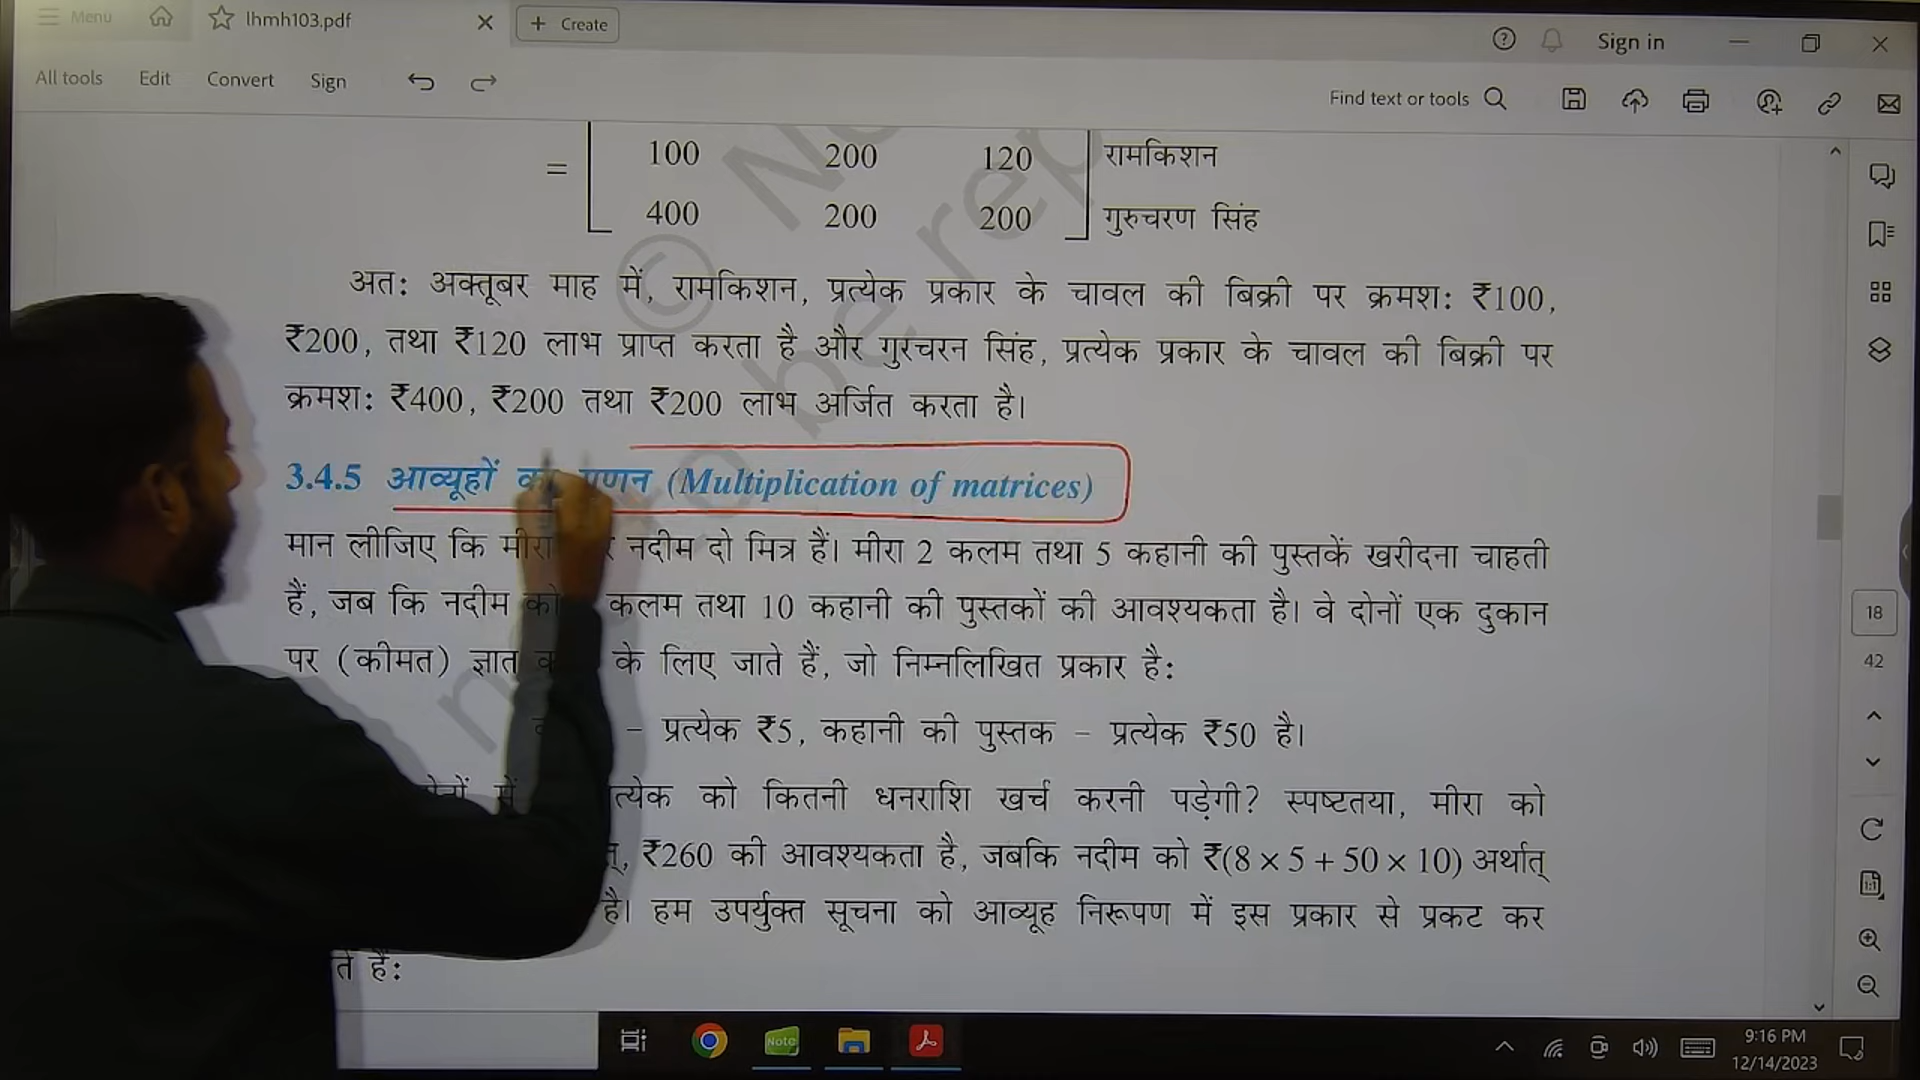 Menu
lhmh103.pdf
+ Create
Sign in
All tools Edit Convert Sign
Find text or tools
= 100 200 120 रामकिशन
400 200 200 गुरुचरण सिंह
अतः अक्तूबर माह में, रामकिशन, प्रत्येक प्रकार के चावल की बिक्री पर क्रमशः ₹100,
₹200, तथा ₹120 लाभ प्राप्त करता है और गुरचरन सिंह, प्रत्येक प्रकार के चावल की बिक्री पर
क्रमशः ₹400, ₹200 तथा ₹200 लाभ अर्जित करता है।
3.4.5 आव्यूहों (Multiplication of matrices)
मान लीजिए कि मीरा नदीम दो मित्र हैं। मीरा 2 कलम तथा 5 कहानी की पुस्तकें खरीदना चाहती
हैं, जब कि नदीम को कलम तथा 10 कहानी की पुस्तकों की आवश्यकता है। वे दोनों एक दुकान
पर (कीमत) ज्ञात के लिए जाते हैं, जो निम्नलिखित प्रकार है:
– प्रत्येक ₹5, कहानी की पुस्तक – प्रत्येक ₹50 है।
को कितनी धनराशि खर्च करनी पड़ेगी? स्पष्टतया, मीरा को
₹260 की आवश्यकता है, जबकि नदीम को ₹(8 × 5 + 50 × 10) अर्थात्
है। हम उपर्युक्त सूचना को आव्यूह निरूपण में इस प्रकार से प्रकट कर
हैं:
18
42
9:16 PM
12/14/2023